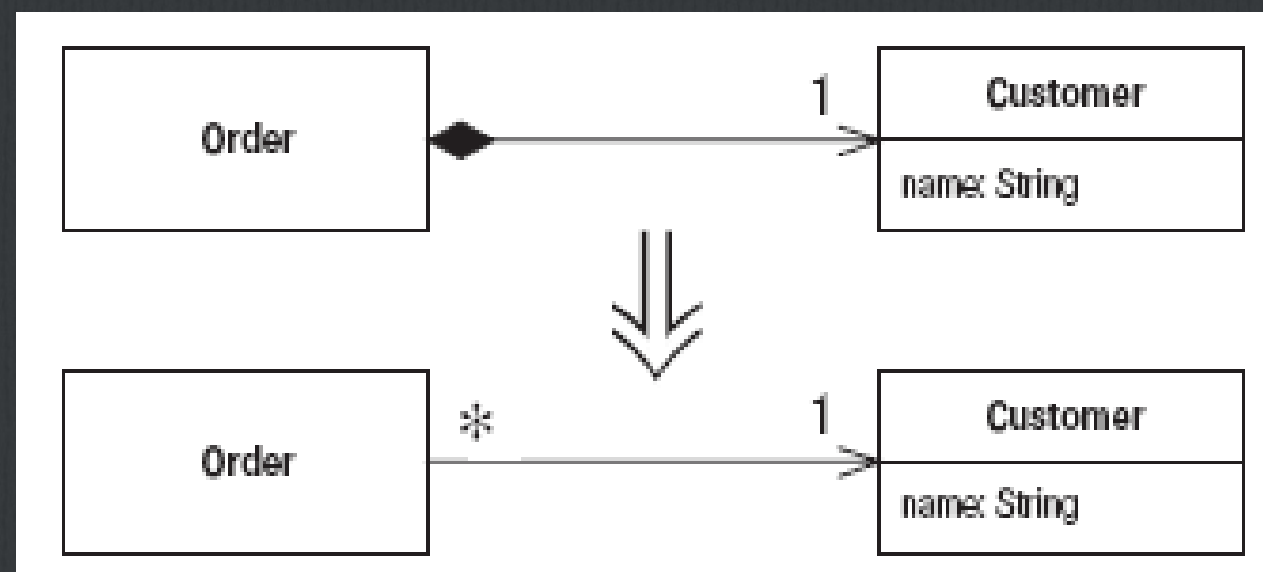 1
Customer
Order
name: String
*
1
Customer
Order
name: String